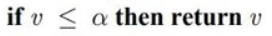 if v ≤ α then return v